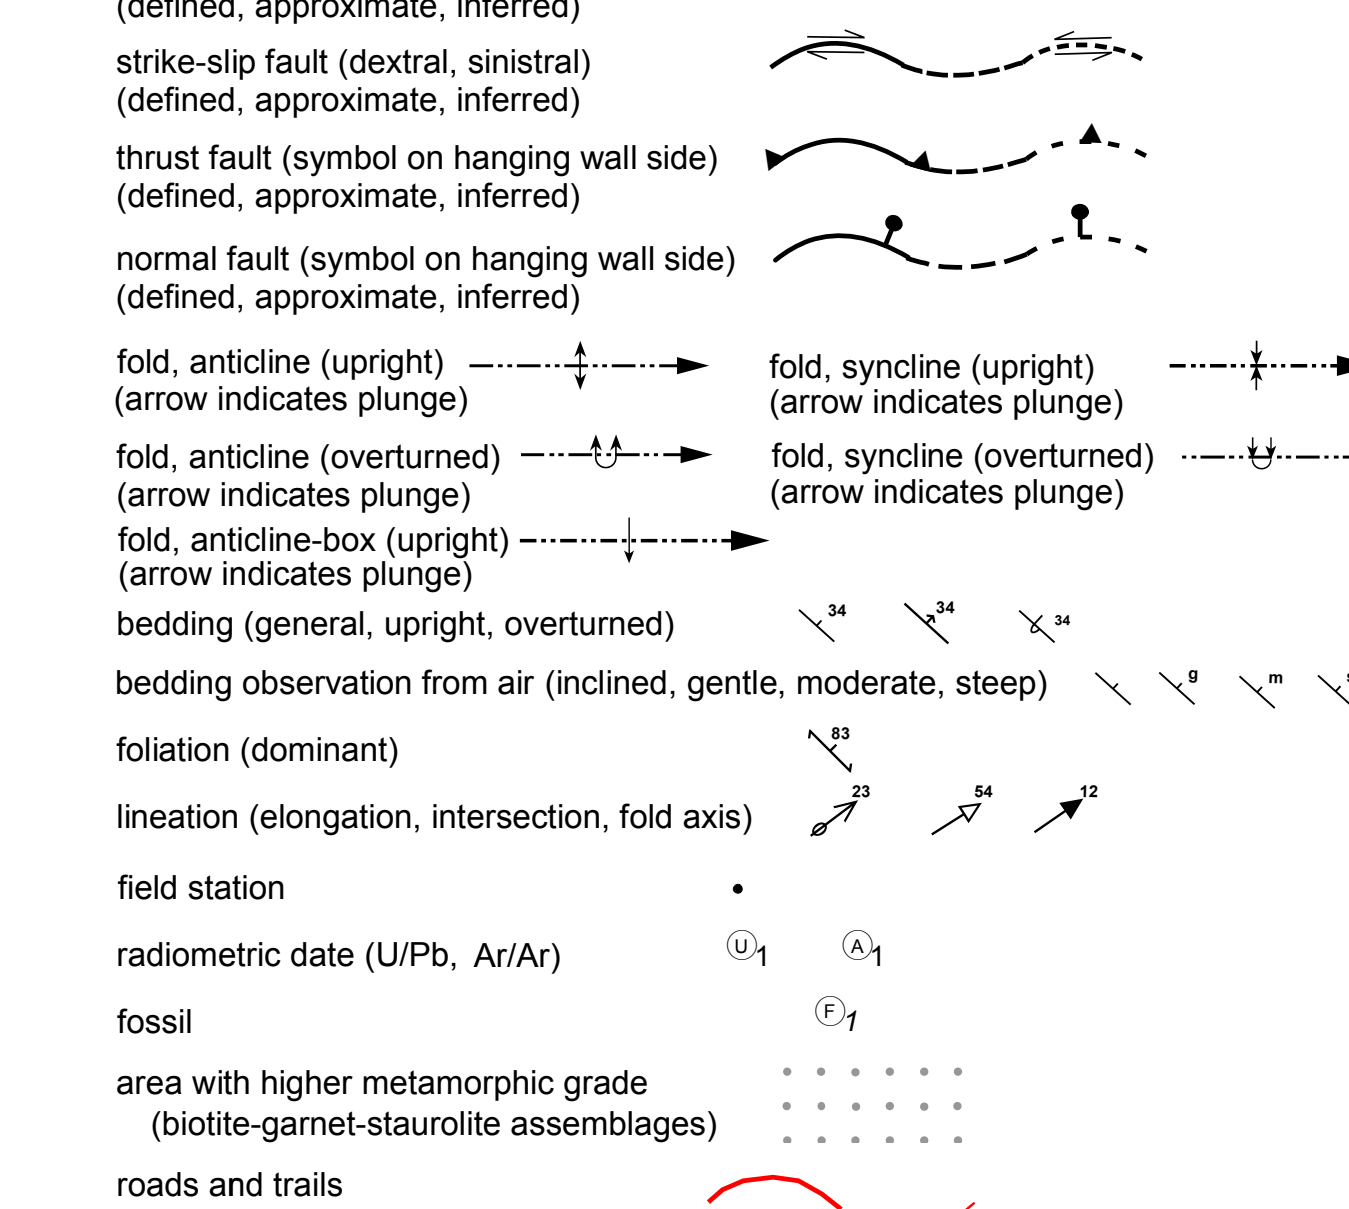 (defined, approximate, inferred)
strike-slip fault (dextral, sinistral)
(defined, approximate, inferred)
thrust fault (symbol on hanging wall side)
(defined, approximate, inferred)
normal fault (symbol on hanging wall side)
(defined, approximate, inferred)
fold, anticline (upright) fold, syncline (upright)
(arrow indicates plunge) (arrow indicates plunge)
fold, anticline (overturned) fold, syncline (overturned)
(arrow indicates plunge) (arrow indicates plunge)
fold, anticline-box (upright)
(arrow indicates plunge)
bedding (general, upright, overturned) 34 34 34
bedding observation from air (inclined, gentle, moderate, steep) g m s
foliation (dominant) 83
lineation (elongation, intersection, fold axis) 23 54 12
field station
radiometric date (U/Pb, Ar/Ar) U1 A1
fossil F1
area with higher metamorphic grade
(biotite-garnet-staurolite assemblages)
roads and trails